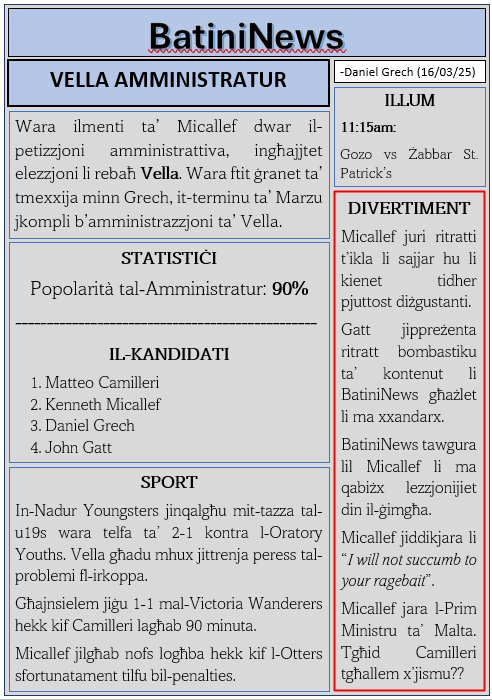 BatiniNews
VELLA AMMINISTRATUR
Wara ilmenti ta’ Micallef dwar il-
petizzjoni amministrattiva, ingħajjtet
elezzjoni li rebaħ Vella. Wara ftit ġranet ta’
tmexxija minn Grech, it-terminu ta’ Marzu
jkompli b’amministrazzjoni ta’ Vella.
STATISTIĊI
Popolarità tal-Amministratur: 90%
IL-KANDIDATI
1. Matteo Camilleri
2. Kenneth Micallef
3. Daniel Grech
4. John Gatt
SPORT
In-Nadur Youngsters jinqalgħu mit-tazza tal-
u19s wara telfa ta’ 2-1 kontra l-Oratory
Youths. Vella għadu mhux jittrenja peress tal-
problemi fl-irkoppa.
Għajnsielem jiġu 1-1 mal-Victoria Wanderers
hekk kif Camilleri lagħab 90 minuta.
Micallef jilgħab nofs logħba hekk kif l-Otters
sfortunatament tilfu bil-penalties.
-Daniel Grech (16/03/25)
ILLUM
11:15am:
Gozo vs Żabbar St.
Patrick’s
DIVERTIMENT
Micallef juri ritratti
t’ikla li sajjar hu li
kienet tidher
pjuttost diżgustanti.
Gatt jippreżenta
ritratt bombastiku
ta’ kontenut li
BatiniNews għażlet
li ma xxandarx.
BatiniNews tawgura
lil Micallef li ma
qabiżx lezzjonijiet
din il-ġimgħa.
Micallef jiddikjara li
“I will not succumb to
your ragebait”.
Micallef jara l-Prim
Ministru ta’ Malta.
Tgħid Camilleri
tgħallem x’jismu??